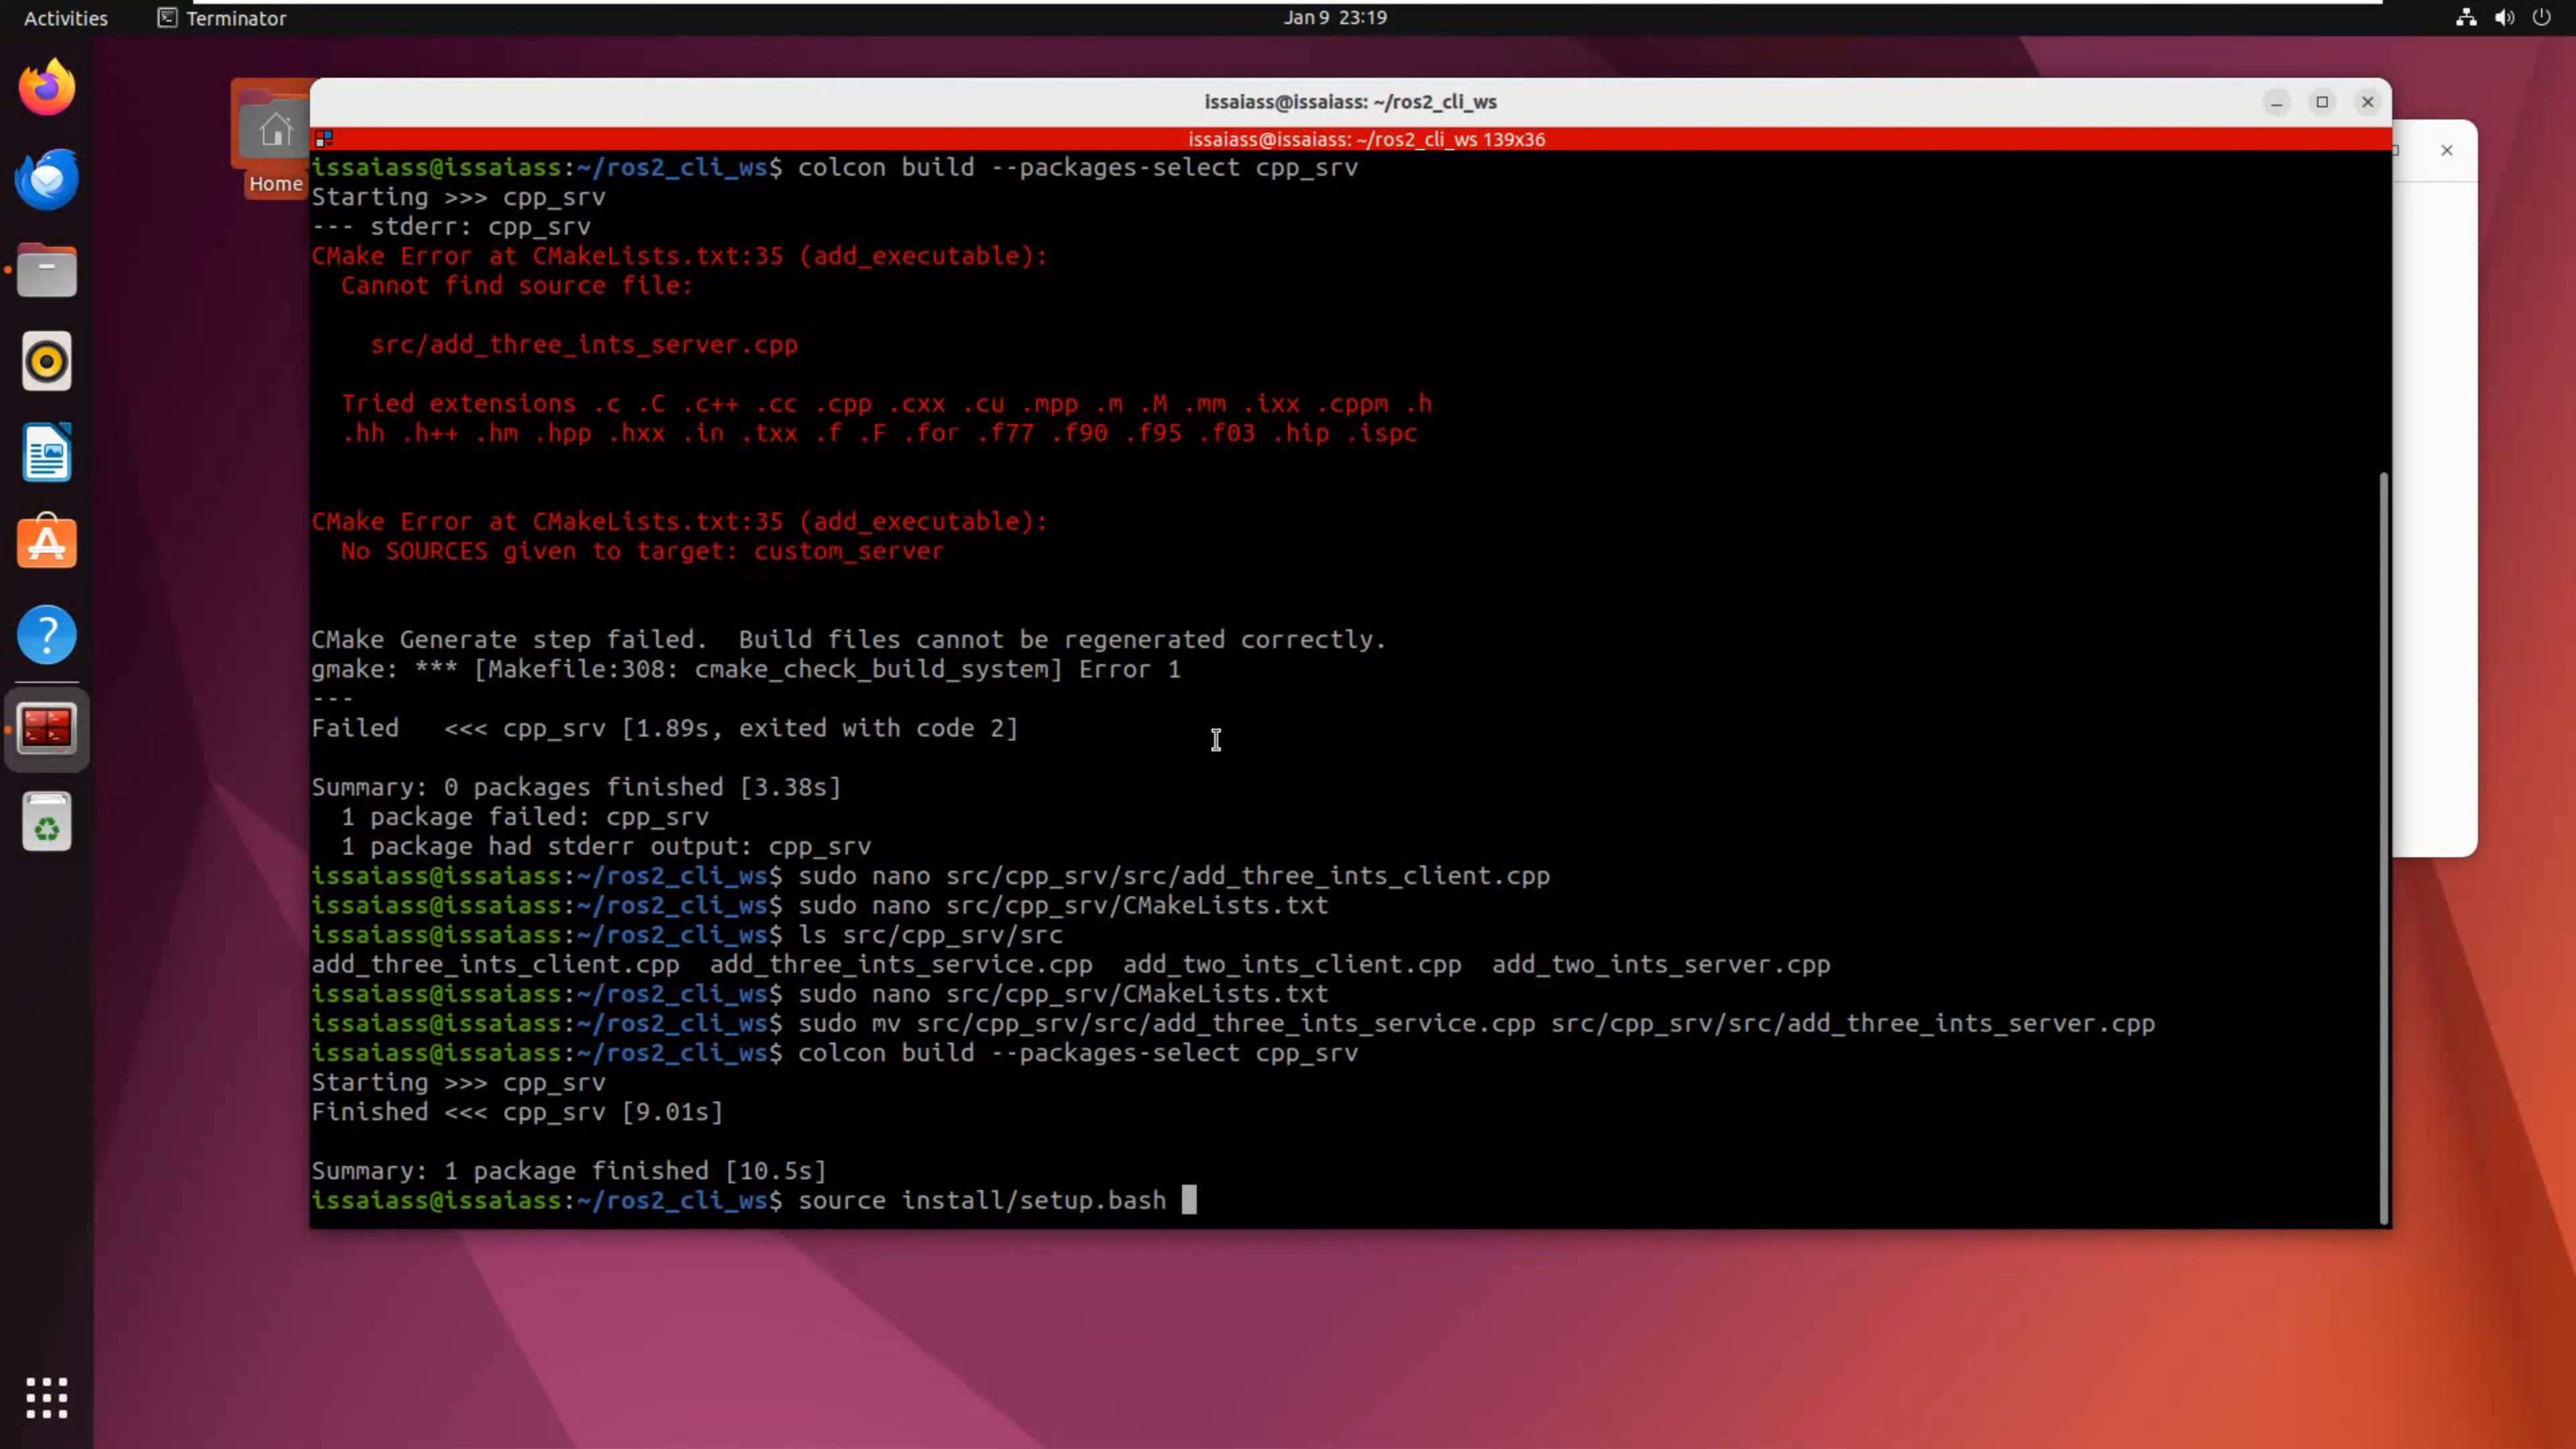 Activities
Terminator
Jan 9 23:19
Home
issaiass@issaiass: ~/ros2_cli_ws
issaiass@issaiass: ~/ros2_cli_ws 139x36
issaiass@issaiass:~/ros2_cli_ws$ colcon build --packages-select cpp_srv
Starting >>> cpp_srv
--- stderr: cpp_srv
CMake Error at CMakeLists.txt:35 (add_executable):
Cannot find source file:
src/add_three_ints_server.cpp
Tried extensions .c .C .c++ .cc .cpp .cxx .cu .mpp .m .M .mm .ixx .cppm .h
.hh .h++ .hm .hpp .hxx .in .txx .f .F .for .f77 .f90 .f95 .f03 .hip .ispc
CMake Error at CMakeLists.txt:35 (add_executable):
No SOURCES given to target: custom_server
CMake Generate step failed.  Build files cannot be regenerated correctly.
gmake: *** [Makefile:308: cmake_check_build_system] Error 1
---
Failed   <<< cpp_srv [1.89s, exited with code 2]
Summary: 0 packages finished [3.38s]
1 package failed: cpp_srv
1 package had stderr output: cpp_srv
issaiass@issaiass:~/ros2_cli_ws$ sudo nano src/cpp_srv/src/add_three_ints_client.cpp
issaiass@issaiass:~/ros2_cli_ws$ sudo nano src/cpp_srv/CMakeLists.txt
issaiass@issaiass:~/ros2_cli_ws$ ls src/cpp_srv/src
add_three_ints_client.cpp  add_three_ints_service.cpp  add_two_ints_client.cpp  add_two_ints_server.cpp
issaiass@issaiass:~/ros2_cli_ws$ sudo nano src/cpp_srv/CMakeLists.txt
issaiass@issaiass:~/ros2_cli_ws$ sudo mv src/cpp_srv/src/add_three_ints_service.cpp src/cpp_srv/src/add_three_ints_server.cpp
issaiass@issaiass:~/ros2_cli_ws$ colcon build --packages-select cpp_srv
Starting >>> cpp_srv
Finished <<< cpp_srv [9.01s]
Summary: 1 package finished [10.5s]
issaiass@issaiass:~/ros2_cli_ws$ source install/setup.bash